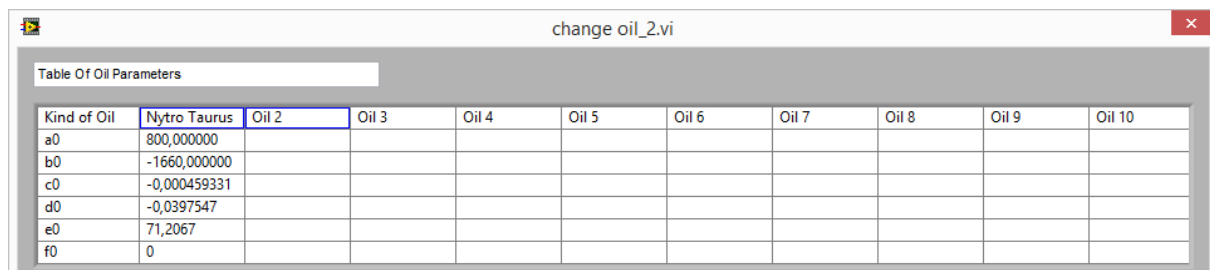 change oil_2.vi
Table Of Oil Parameters
Kind of Oil Nytro Taurus Oil 2 Oil 3 Oil 4 Oil 5 Oil 6 Oil 7 Oil 8 Oil 9 Oil 10
a0 800,000000
b0 -1660,000000
c0 -0,000459331
d0 -0,0397547
e0 71,2067
f0 0